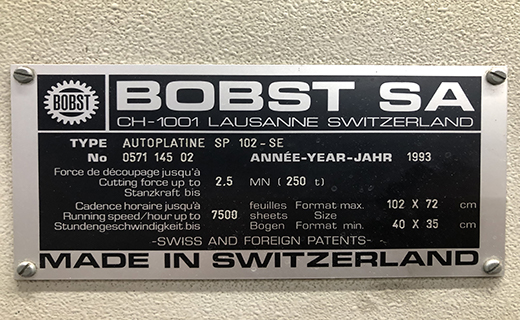 BOBST
BOBST SA
CH-1001 LAUSANNE SWITZERLAND
TYPE AUTOPLATINE SP 102-SE
No 0571 145 02 ANNÉE-YEAR-JAHR 1993
Force de découpage jusqu'à
Cutting force up to 2.5 MN (250 t)
Stanzkraft bis
Cadence horaire jusqu'à feuilles Format max. 102 X 72 cm
Running speed/hour up to 7500 sheets Size
Stundengeschwindigkeit bis Bogen Format min. 40 X 35 cm
-SWISS AND FOREIGN PATENTS-
MADE IN SWITZERLAND